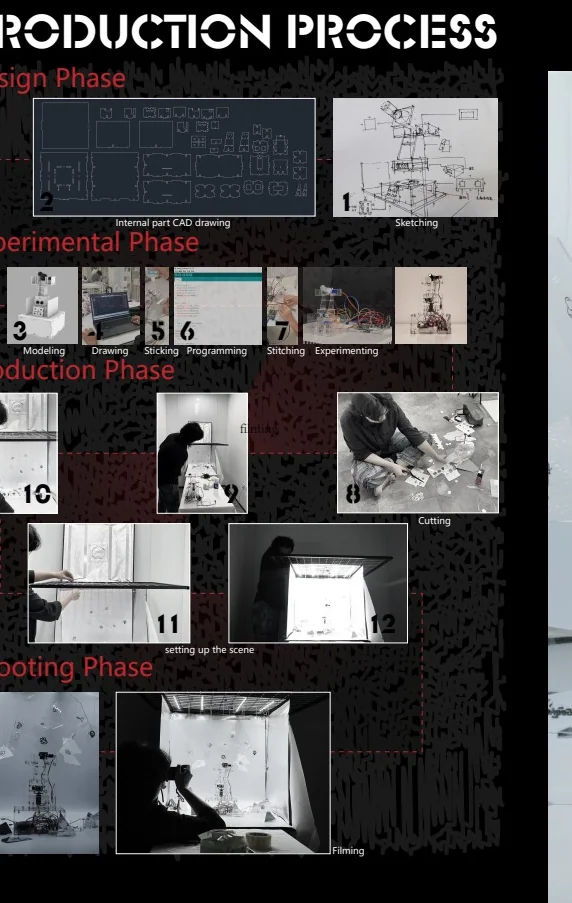 RODUCTION PROCESS
sign Phase
2
1
Internal part CAD drawing
Sketching
perimental Phase
3
4
5
6
7
Modeling
Drawing
Sticking
Programming
Stitching
Experimenting
oduction Phase
filming
10
9
8
Cutting
11
12
setting up the scene
ooting Phase
Filming